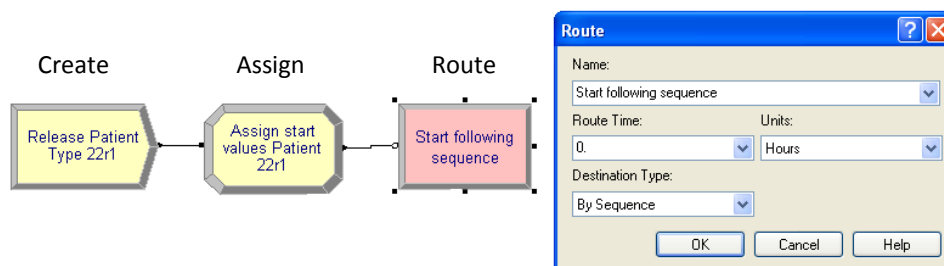 Create
Assign
Route
Release Patient
Type 22r1
Assign start
values Patient
22r1
Start following
sequence
Route
Name:
Start following sequence
Route Time:
Units:
0.
Hours
Destination Type:
By Sequence
OK
Cancel
Help